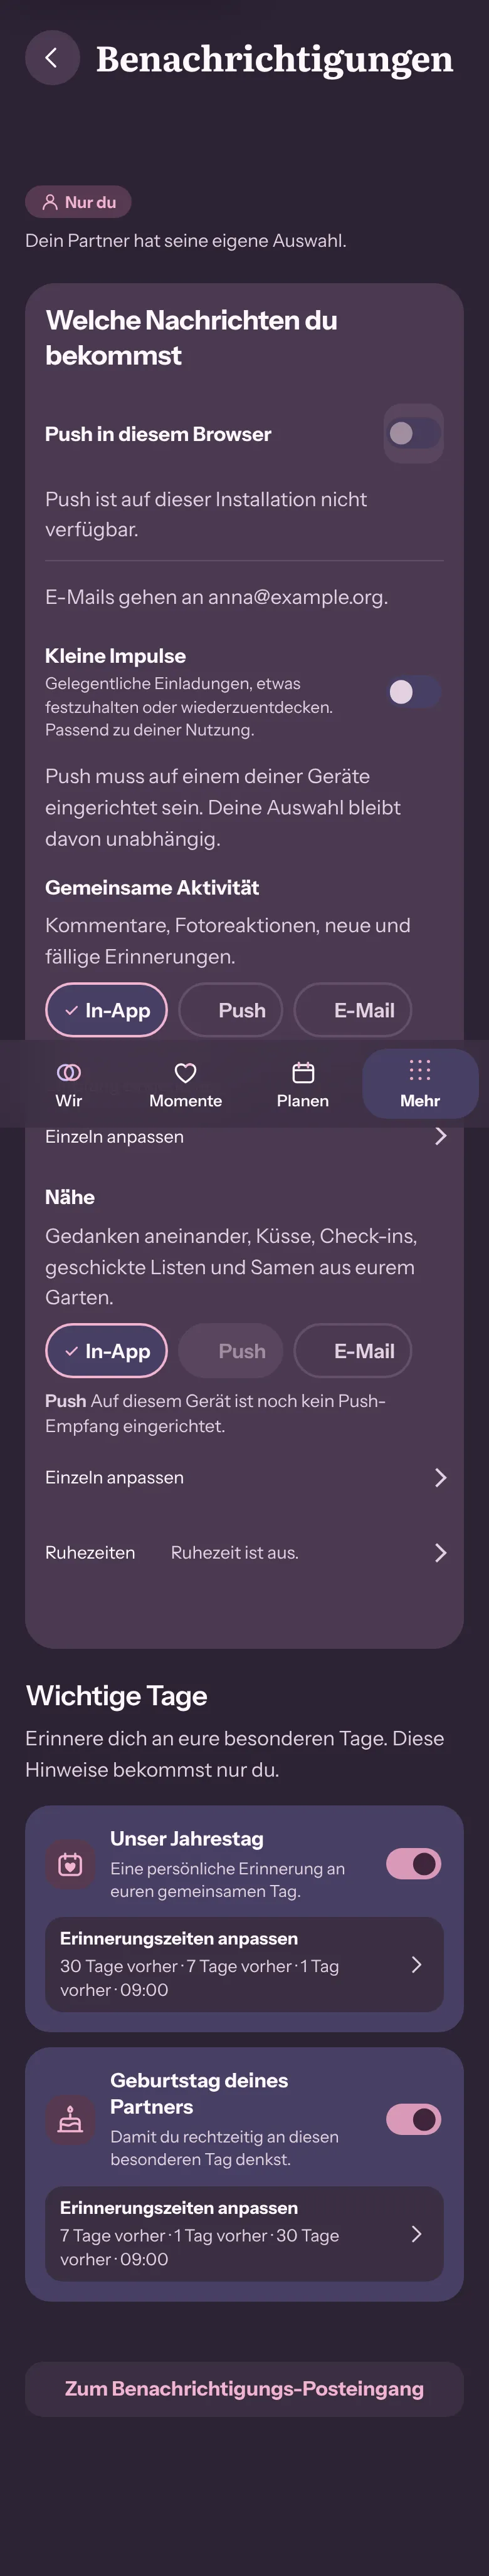 Benachrichtigungen
Nur du
Dein Partner hat seine eigene Auswahl.
Welche Nachrichten du
bekommst
Push in diesem Browser
Push ist auf dieser Installation nicht
verfügbar.
E-Mails gehen an anna@example.org.
Kleine Impulse
Gelegentliche Einladungen, etwas
festzuhalten oder wiederzuentdecken.
Passend zu deiner Nutzung.
Push muss auf einem deiner Geräte
eingerichtet sein. Deine Auswahl bleibt
davon unabhängig.
Gemeinsame Aktivität
Kommentare, Fotoreaktionen, neue und
fällige Erinnerungen.
In-App Push E-Mail
Wir Momente Planen Mehr
Einzeln anpassen
Nähe
Gedanken aneinander, Küsse, Check-ins,
geschickte Listen und Samen aus eurem
Garten.
In-App Push E-Mail
Push Auf diesem Gerät ist noch kein Push-
Empfang eingerichtet.
Einzeln anpassen
Ruhezeiten Ruhezeit ist aus.
Wichtige Tage
Erinnere dich an eure besonderen Tage. Diese
Hinweise bekommst nur du.
Unser Jahrestag
Eine persönliche Erinnerung an
euren gemeinsamen Tag.
Erinnerungszeiten anpassen
30 Tage vorher · 7 Tage vorher · 1 Tag
vorher · 09:00
Geburtstag deines
Partners
Damit du rechtzeitig an diesen
besonderen Tag denkst.
Erinnerungszeiten anpassen
7 Tage vorher · 1 Tag vorher · 30 Tage
vorher · 09:00
Zum Benachrichtigungs-Posteingang